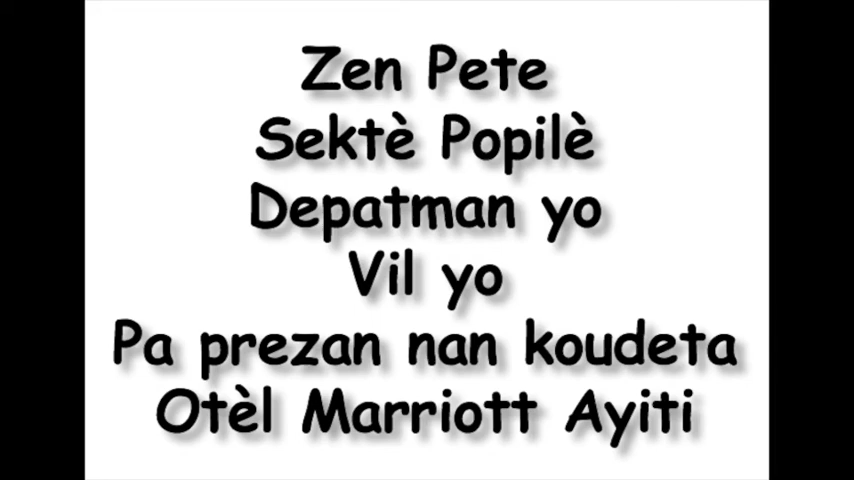 Zen Pete
Sektè Popilè
Depatman yo
Vil yo
Pa prezan nan koudeta
Otèl Marriott Ayiti